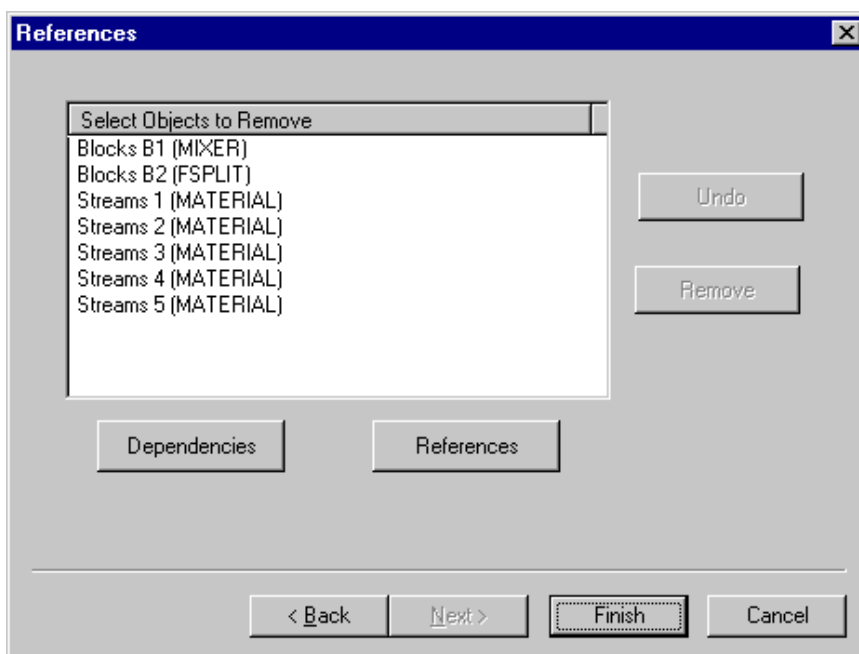 References
Select Objects to Remove
Blocks B1 (MIXER)
Blocks B2 (FSPLIT)
Streams 1 (MATERIAL)
Streams 2 (MATERIAL)
Streams 3 (MATERIAL)
Streams 4 (MATERIAL)
Streams 5 (MATERIAL)
Undo
Remove
Dependencies References
< Back Next > Finish Cancel